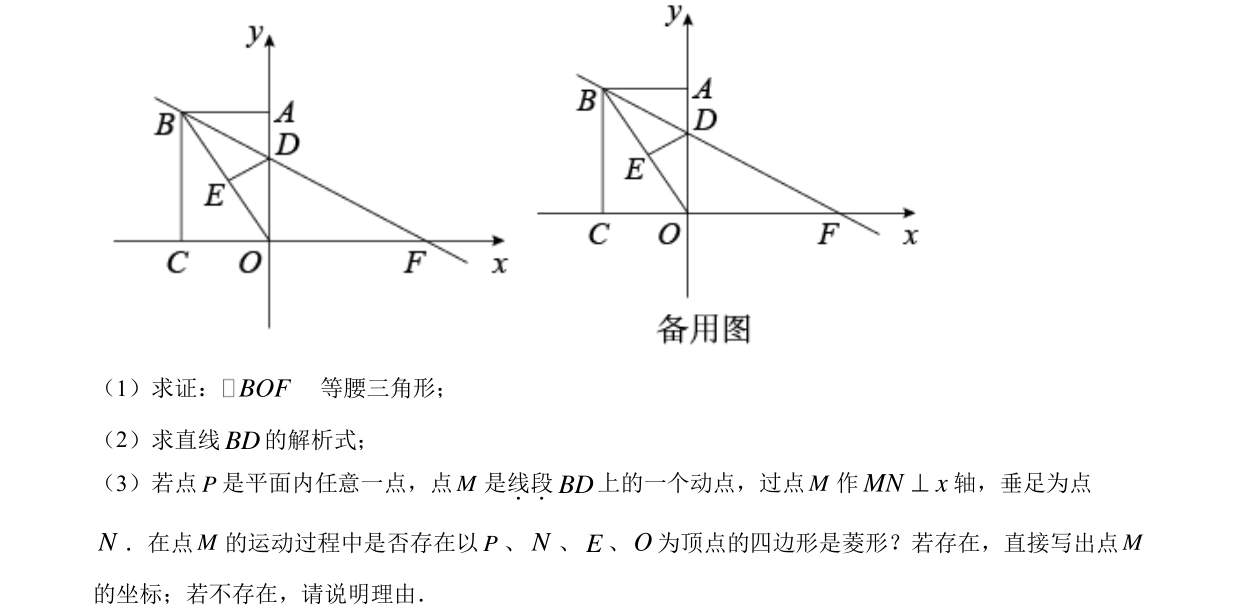 y
y
B A
B A
D
D
E
E
C O F x
C O F x
备用图
（1）求证：□BOF 等腰三角形；
（2）求直线BD的解析式；
（3）若点P是平面内任意一点，点M是线段BD上的一个动点，过点M作MN⊥x轴，垂足为点
N．在点M的运动过程中是否存在以P、N、E、O为顶点的四边形是菱形？若存在，直接写出点M
的坐标；若不存在，请说明理由．